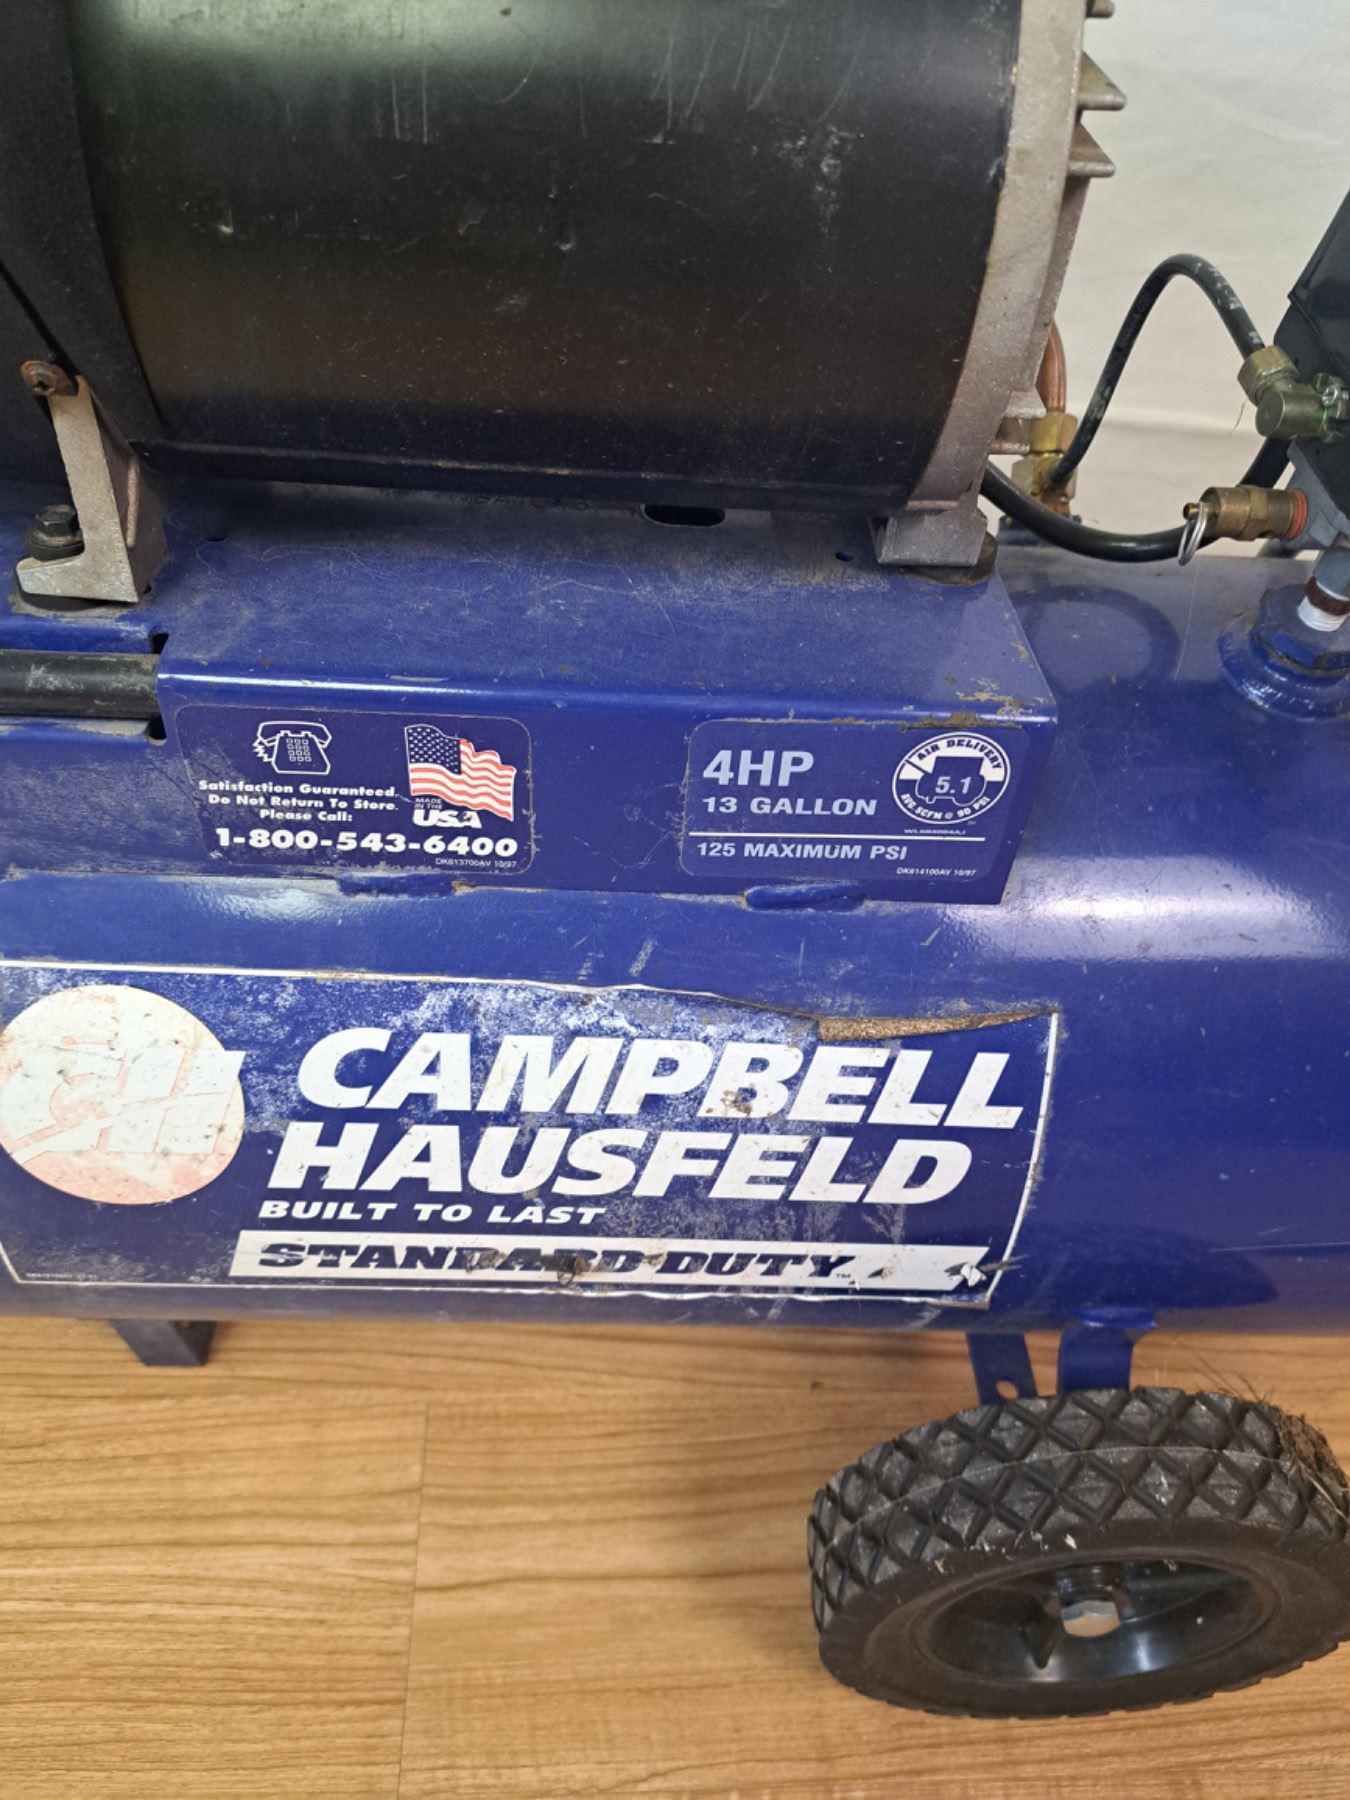 Satisfaction Guaranteed.
Do Not Return To Store.
Please Call:
1-800-543-6400
MADE
IN THE
USA
DK613700AV 10/97
4HP
13 GALLON
125 MAXIMUM PSI
AIR DELIVERY
5.1
AVG SCFM @ 90 PSI
DK614100AV 10/97
CAMPBELL
HAUSFELD
BUILT TO LAST
STANDARD DUTY™